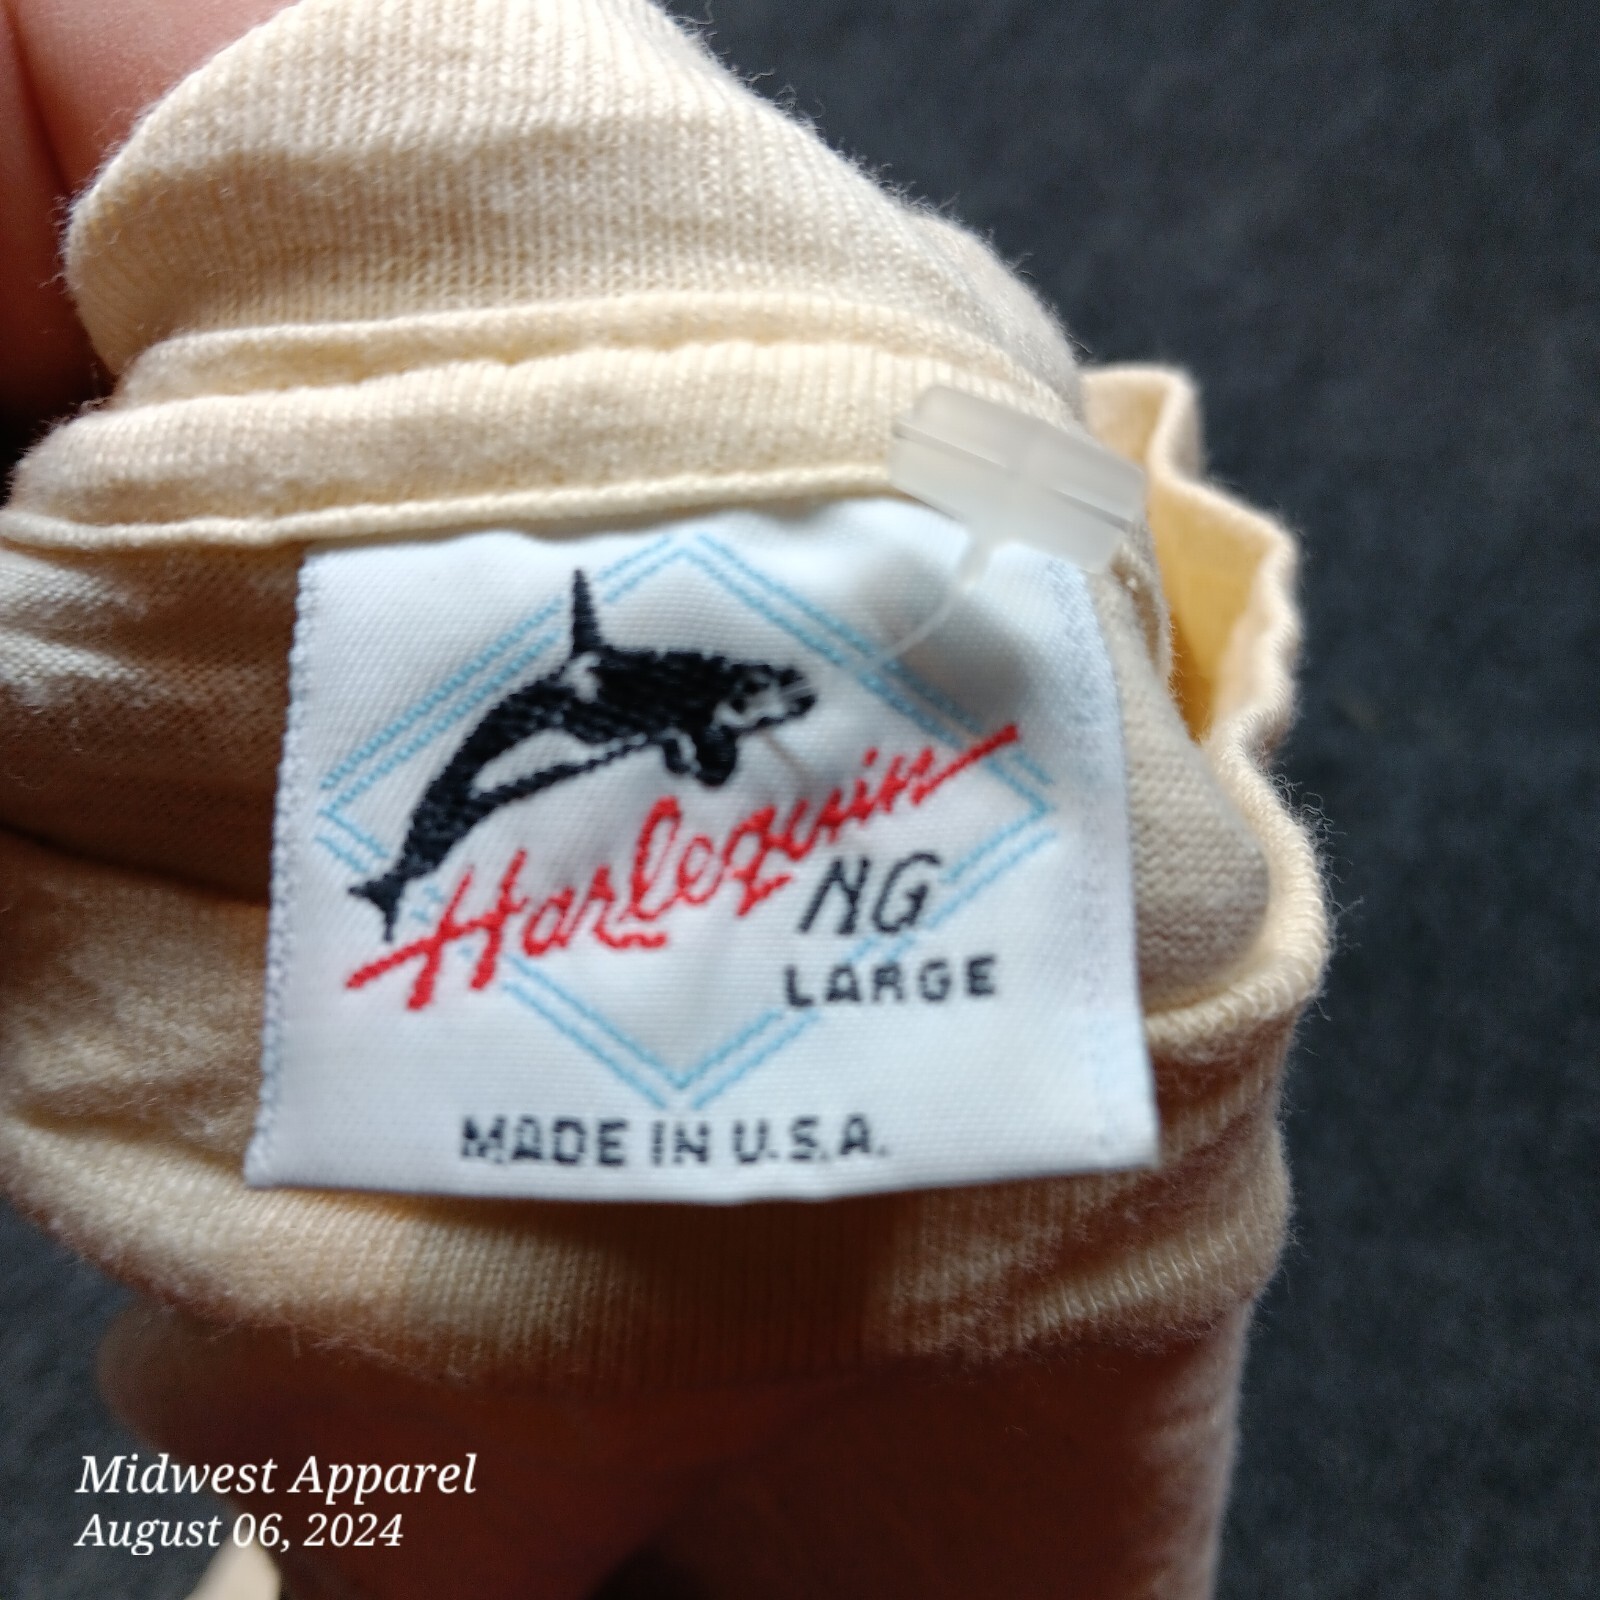 Harlequin
NG
LARGE
MADE IN U.S.A.
Midwest Apparel
August 06, 2024